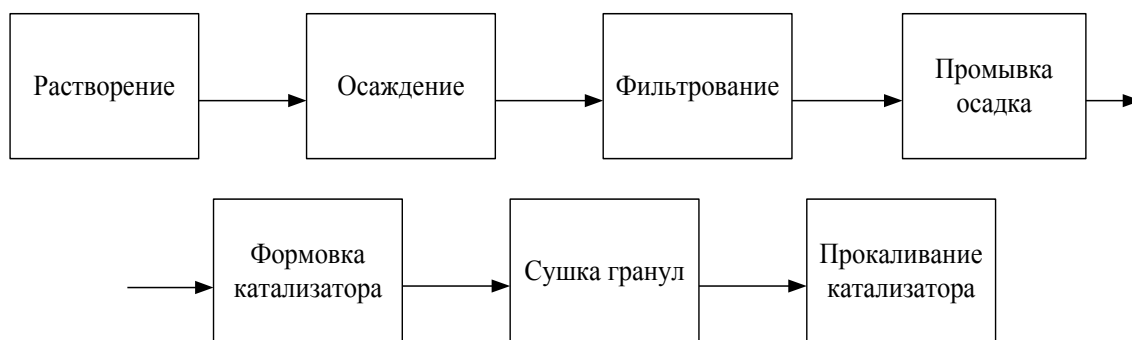 Растворение
Осаждение
Фильтрование
Промывка
осадка
Формовка
катализатора
Сушка гранул
Прокаливание
катализатора